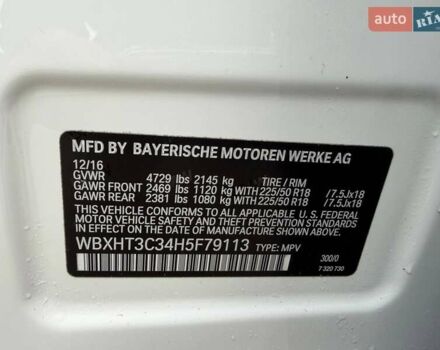 auto RIA
MFD BY BAYERISCHE MOTOREN WERKE AG
12/16
GVWR 4729 lbs 2145 kg TIRE / RIM
GAWR FRONT 2469 lbs 1120 kg WITH 225/50 R18 /7.5Jx18
GAWR REAR 2381 lbs 1080 kg WITH 225/50 R18 /7.5Jx18
THIS VEHICLE CONFORMS TO ALL APPLICABLE U. S. FEDERAL
MOTOR VEHICLE SAFETY AND THEFT PREVENTION STANDARDS
IN EFFECT ON THE DATE OF MANUFACTURE SHOWN ABOVE.
WBXHT3C34H5F79113 TYPE: MPV
300/0
7 320 730